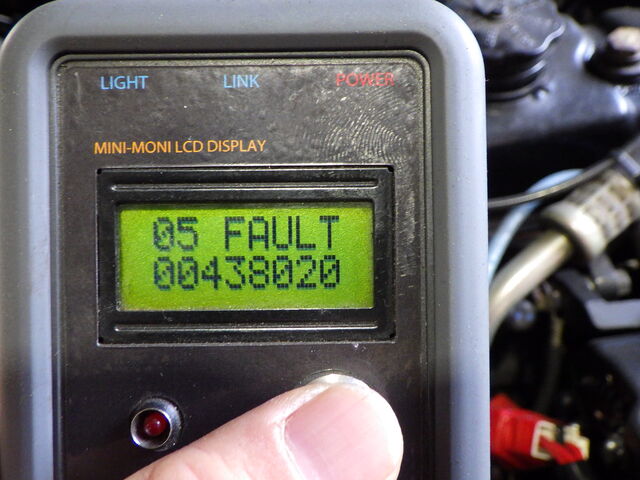 LIGHT LINK POWER
MINI-MONI LCD DISPLAY
05 FAULT
00438020